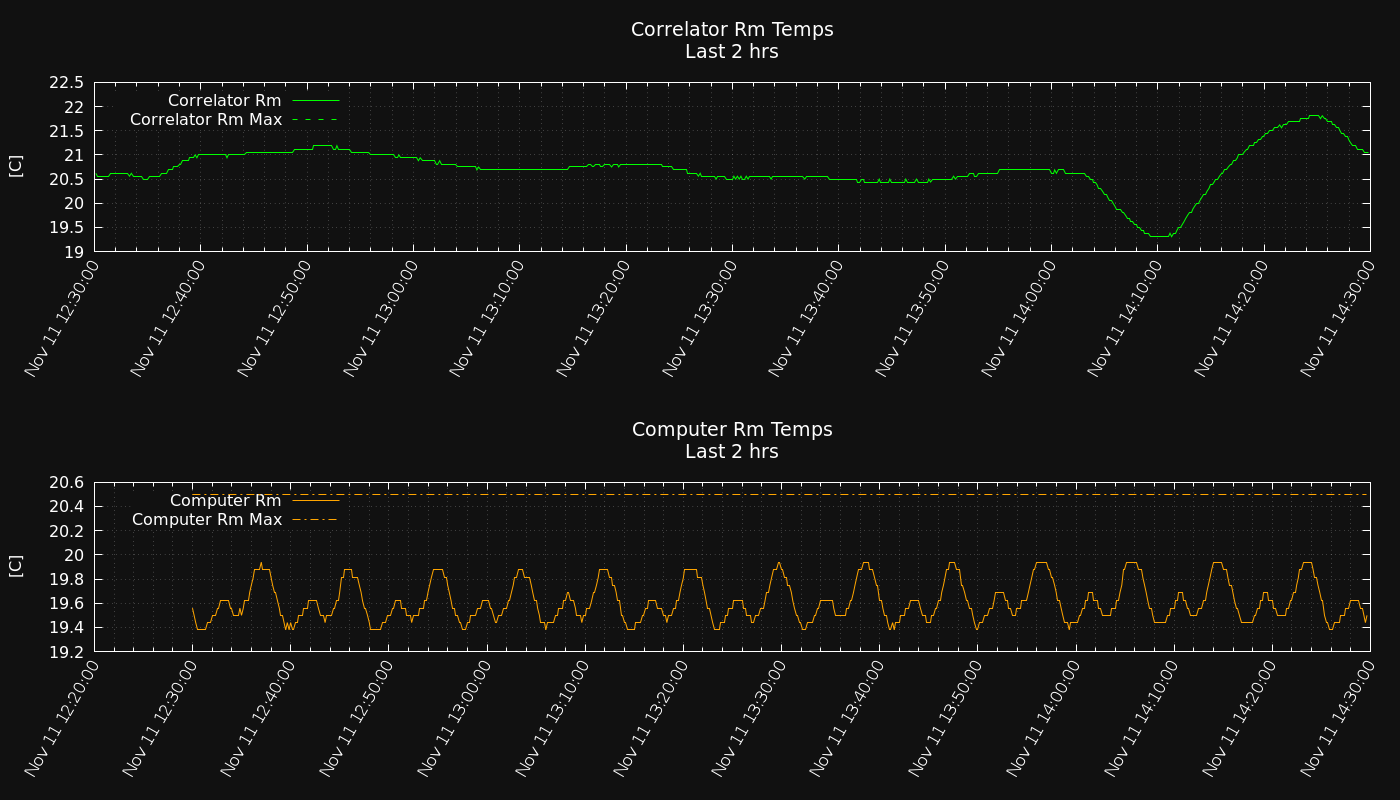 Correlator Rm Temps
Last 2 hrs
22.5
22
21.5
21
20.5
20
19.5
19
[C]
Correlator Rm
Correlator Rm Max
Nov 11 12:30:00
Nov 11 12:40:00
Nov 11 12:50:00
Nov 11 13:00:00
Nov 11 13:10:00
Nov 11 13:20:00
Nov 11 13:30:00
Nov 11 13:40:00
Nov 11 13:50:00
Nov 11 14:00:00
Nov 11 14:10:00
Nov 11 14:20:00
Nov 11 14:30:00
Computer Rm Temps
Last 2 hrs
20.6
20.4
20.2
20
19.8
19.6
19.4
19.2
[C]
Computer Rm
Computer Rm Max
Nov 11 12:20:00
Nov 11 12:30:00
Nov 11 12:40:00
Nov 11 12:50:00
Nov 11 13:00:00
Nov 11 13:10:00
Nov 11 13:20:00
Nov 11 13:30:00
Nov 11 13:40:00
Nov 11 13:50:00
Nov 11 14:00:00
Nov 11 14:10:00
Nov 11 14:20:00
Nov 11 14:30:00